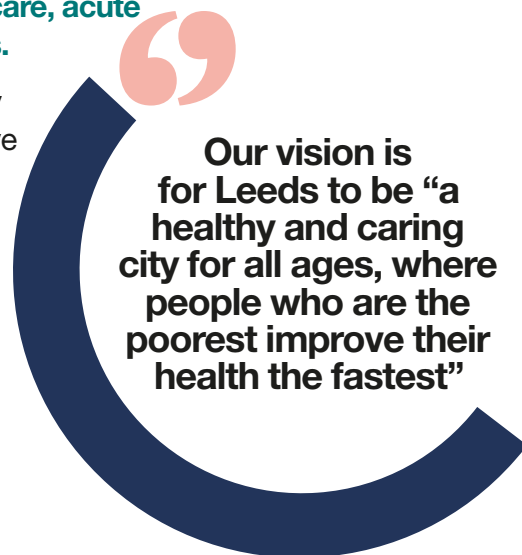 care, acute
Our vision is
for Leeds to be “a
healthy and caring
city for all ages, where
people who are the
poorest improve their
health the fastest”